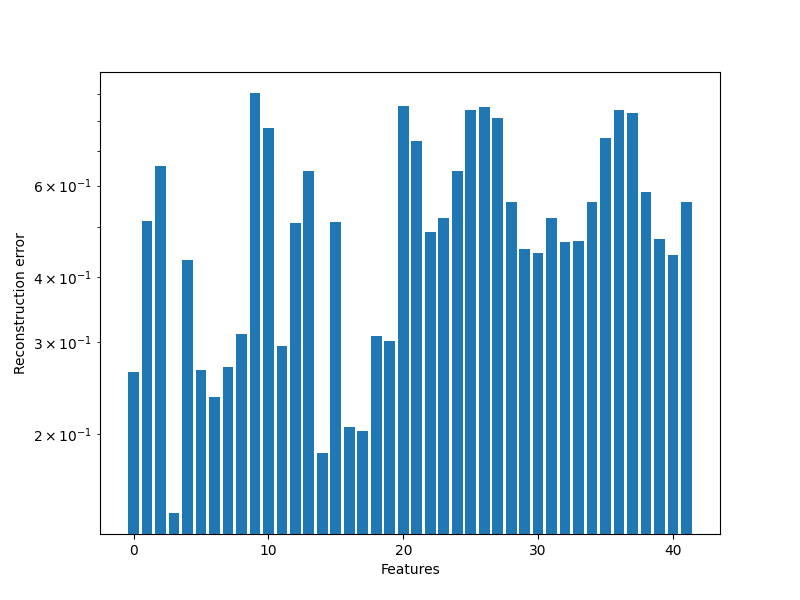 6 × 10⁻¹
4 × 10⁻¹
3 × 10⁻¹
2 × 10⁻¹
Reconstruction error
0 10 20 30 40
Features